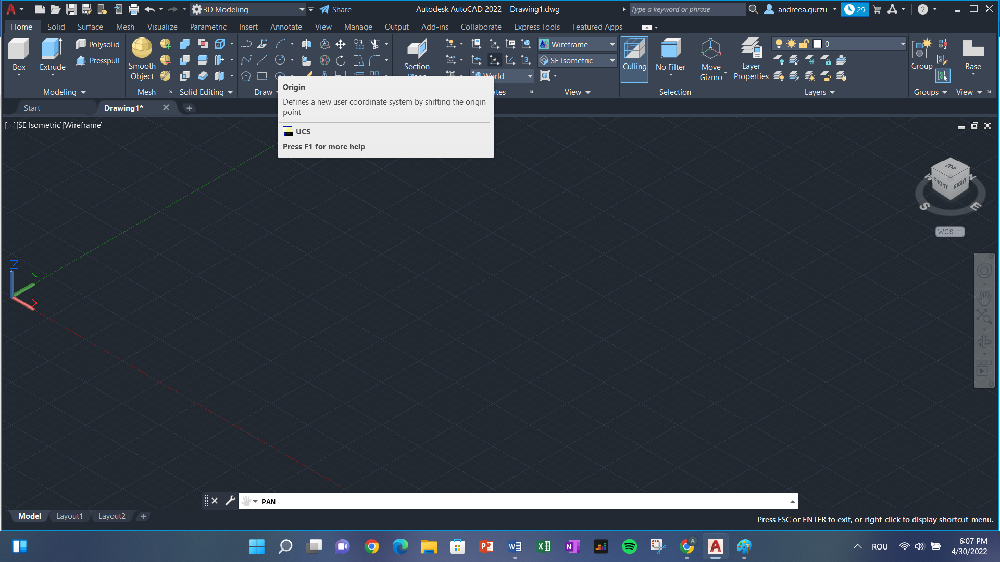 3D Modeling
Share
Autodesk AutoCAD 2022 Drawing1.dwg
Type a keyword or phrase
andreea.gurzu
29
Home Solid Surface Mesh Visualize Parametric Insert Annotate View Manage Output Add-ins Collaborate Express Tools Featured Apps
Box
Extrude
Polysolid
Presspull
Smooth Object
Section
Plane
World
Wireframe
SE Isometric
Culling
No Filter
Move Gizmo
Layer Properties
0
Group
Base
Modeling
Mesh
Solid Editing
Draw
View
Selection
Layers
Groups
View
Start
Drawing1*
[−][SE Isometric][Wireframe]
Origin
Defines a new user coordinate system by shifting the origin
point
UCS
Press F1 for more help
TOP
FRONT
RIGHT
S
E
WCS
Z
Y
X
PAN
Model Layout1 Layout2
Press ESC or ENTER to exit, or right-click to display shortcut-menu.
ROU
6:07 PM
4/30/2022